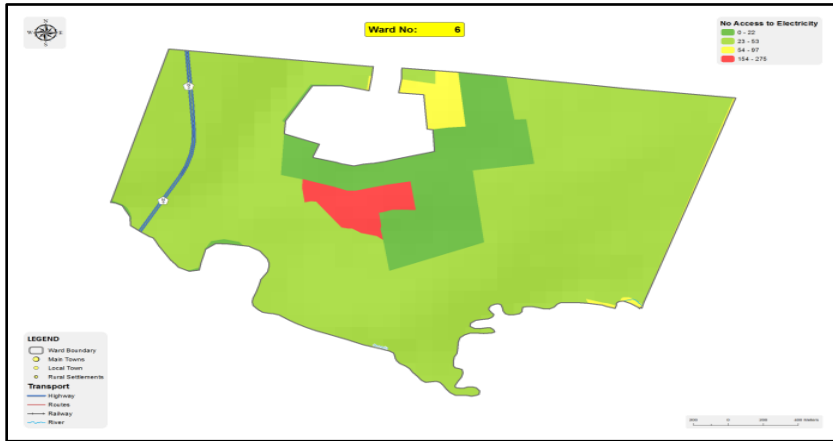 N
W E
S
Ward No: 6
No Access to Electricity
0 - 22
23 - 53
54 - 97
154 - 275
?
?
LEGEND
Ward Boundary
Main Towns
Local Town
Rural Settlements
Transport
Highway
Routes
Railway
River